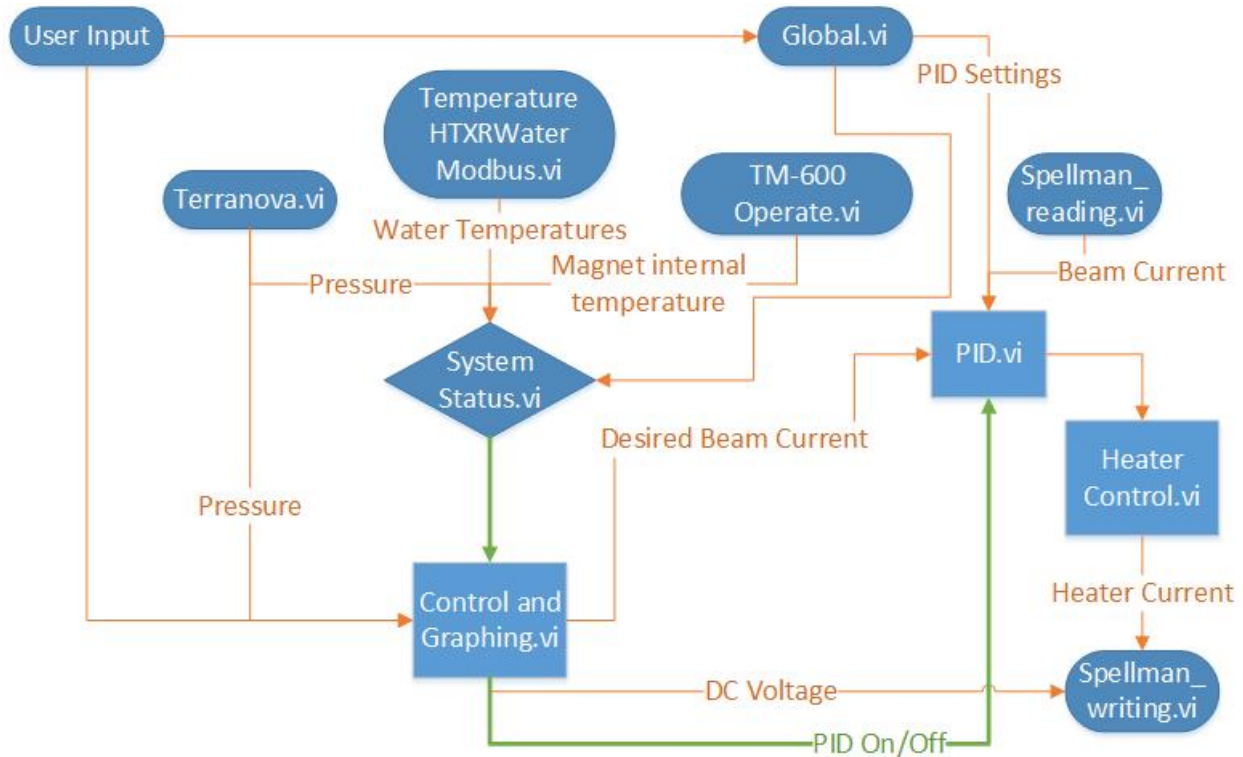 User Input
Global.vi
PID Settings
Temperature
HTXRWater
Modbus.vi
Terranova.vi
TM-600
Operate.vi
Spellman_
reading.vi
Water Temperatures
Pressure
Magnet internal
temperature
Beam Current
System
Status.vi
PID.vi
Desired Beam Current
Heater
Control.vi
Pressure
Control and
Graphing.vi
Heater Current
DC Voltage
Spellman_
writing.vi
PID On/Off